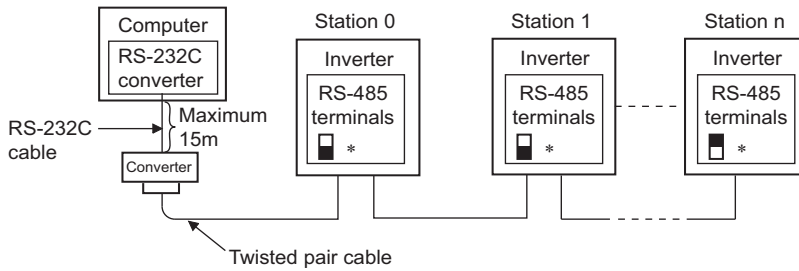 Computer
RS-232C
converter
Maximum
15m
RS-232C
cable
Converter
Station 0
Inverter
RS-485
terminals
*
Station 1
Inverter
RS-485
terminals
*
Station n
Inverter
RS-485
terminals
*
Twisted pair cable